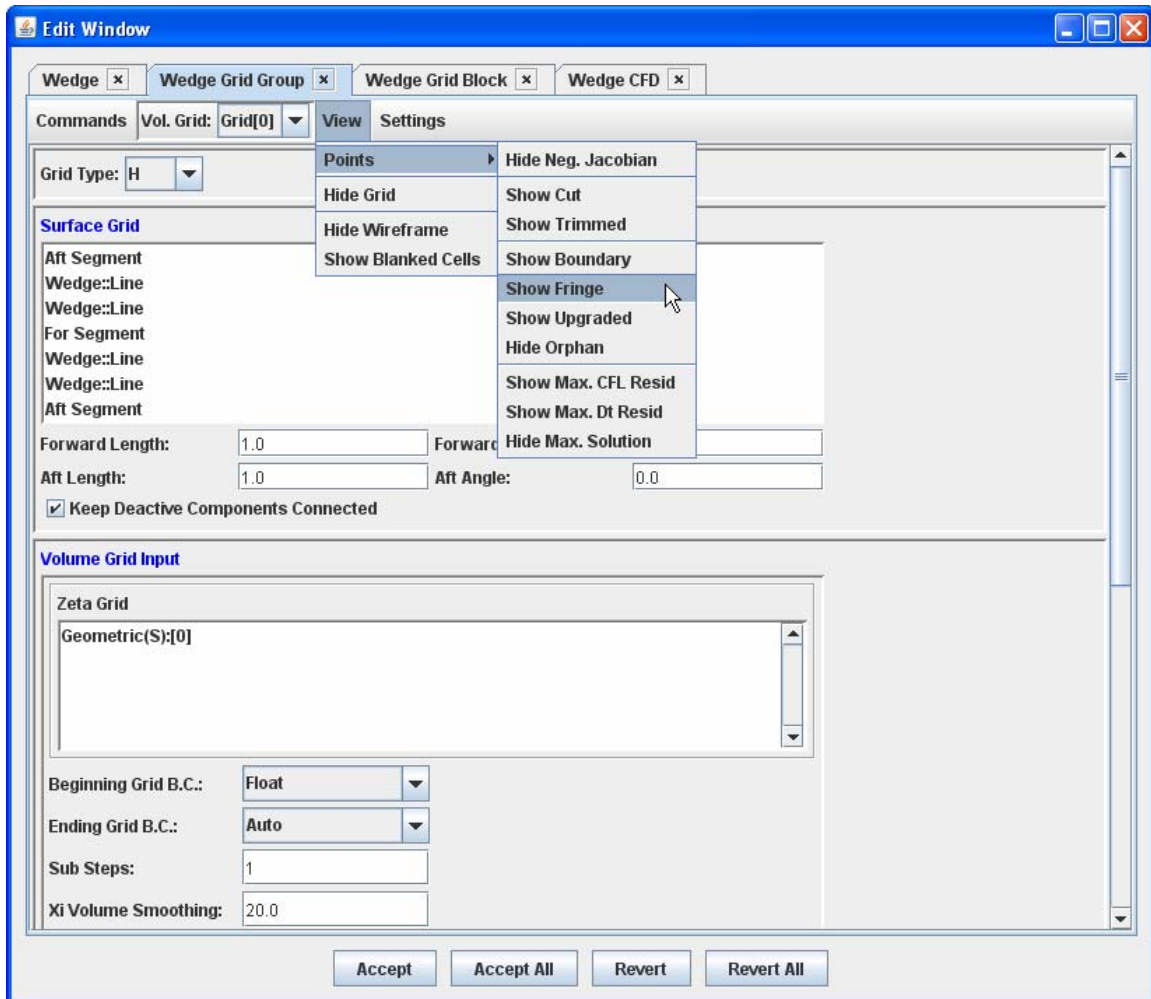 Edit Window
Wedge Wedge Grid Group Wedge Grid Block Wedge CFD
Commands Vol. Grid: Grid[0] View Settings
Grid Type: H
Points
Hide Grid
Hide Wireframe
Show Blanked Cells
Hide Neg. Jacobian
Show Cut
Show Trimmed
Show Boundary
Show Fringe
Show Upgraded
Hide Orphan
Show Max. CFL Resid
Show Max. Dt Resid
Hide Max. Solution
Surface Grid
Aft Segment
Wedge::Line
Wedge::Line
For Segment
Wedge::Line
Wedge::Line
Aft Segment
Forward Length: 1.0 Forward
Aft Length: 1.0 Aft Angle: 0.0
Keep Deactive Components Connected
Volume Grid Input
Zeta Grid
Geometric(S):[0]
Beginning Grid B.C.: Float
Ending Grid B.C.: Auto
Sub Steps: 1
Xi Volume Smoothing: 20.0
Accept Accept All Revert Revert All